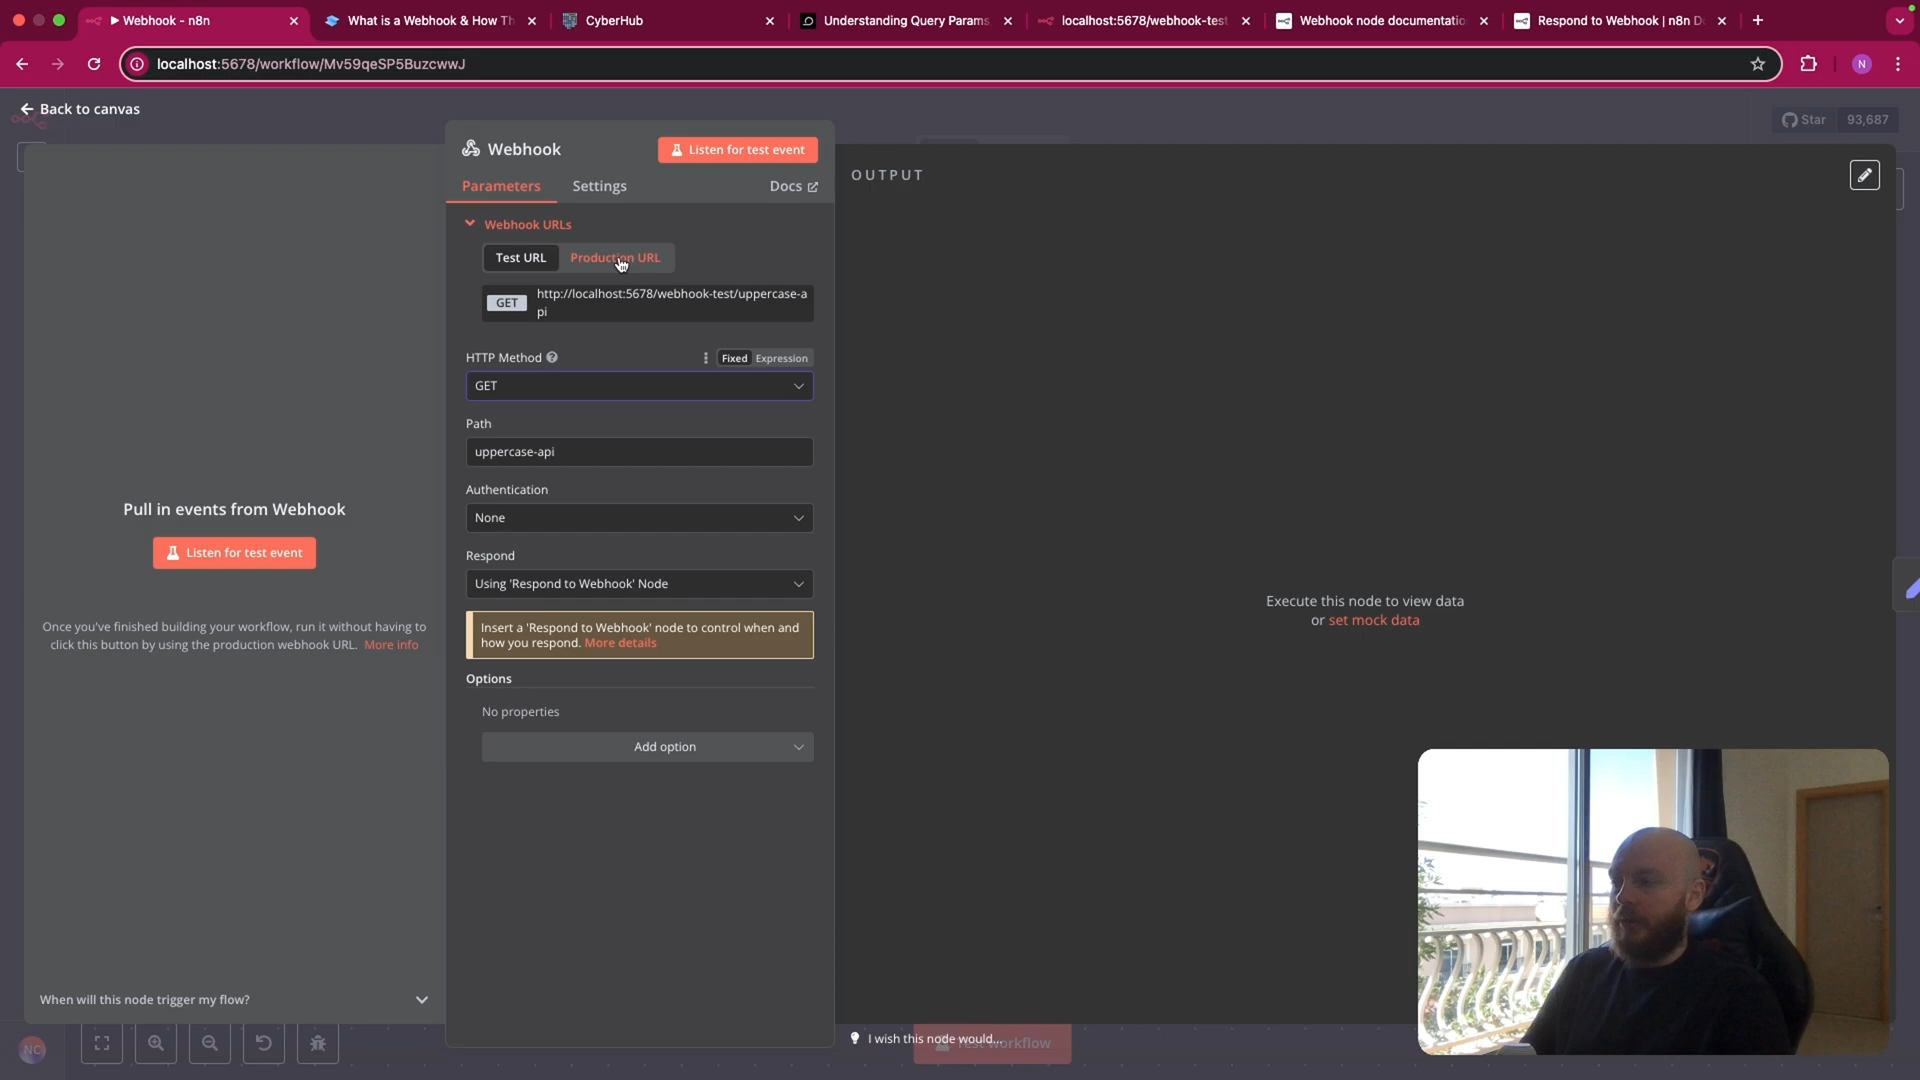 Webhook - n8n
What is a Webhook & How Th
CyberHub
Understanding Query Params
localhost:5678/webhook-test
Webhook node documentatio
Respond to Webhook | n8n D
localhost:5678/workflow/Mv59qeSP5BuzcwwJ
N
Back to canvas
Star 93,687
Webhook
Listen for test event
Parameters
Settings
Docs
OUTPUT
Webhook URLs
Test URL
Production URL
GET
http://localhost:5678/webhook-test/uppercase-a
pi
HTTP Method
Fixed
Expression
GET
Path
uppercase-api
Authentication
None
Respond
Using 'Respond to Webhook' Node
Insert a 'Respond to Webhook' node to control when and
how you respond. More details
Options
No properties
Add option
Pull in events from Webhook
Listen for test event
Once you've finished building your workflow, run it without having to
click this button by using the production webhook URL. More info
When will this node trigger my flow?
Execute this node to view data
or set mock data
NC
I wish this node would...
workflow